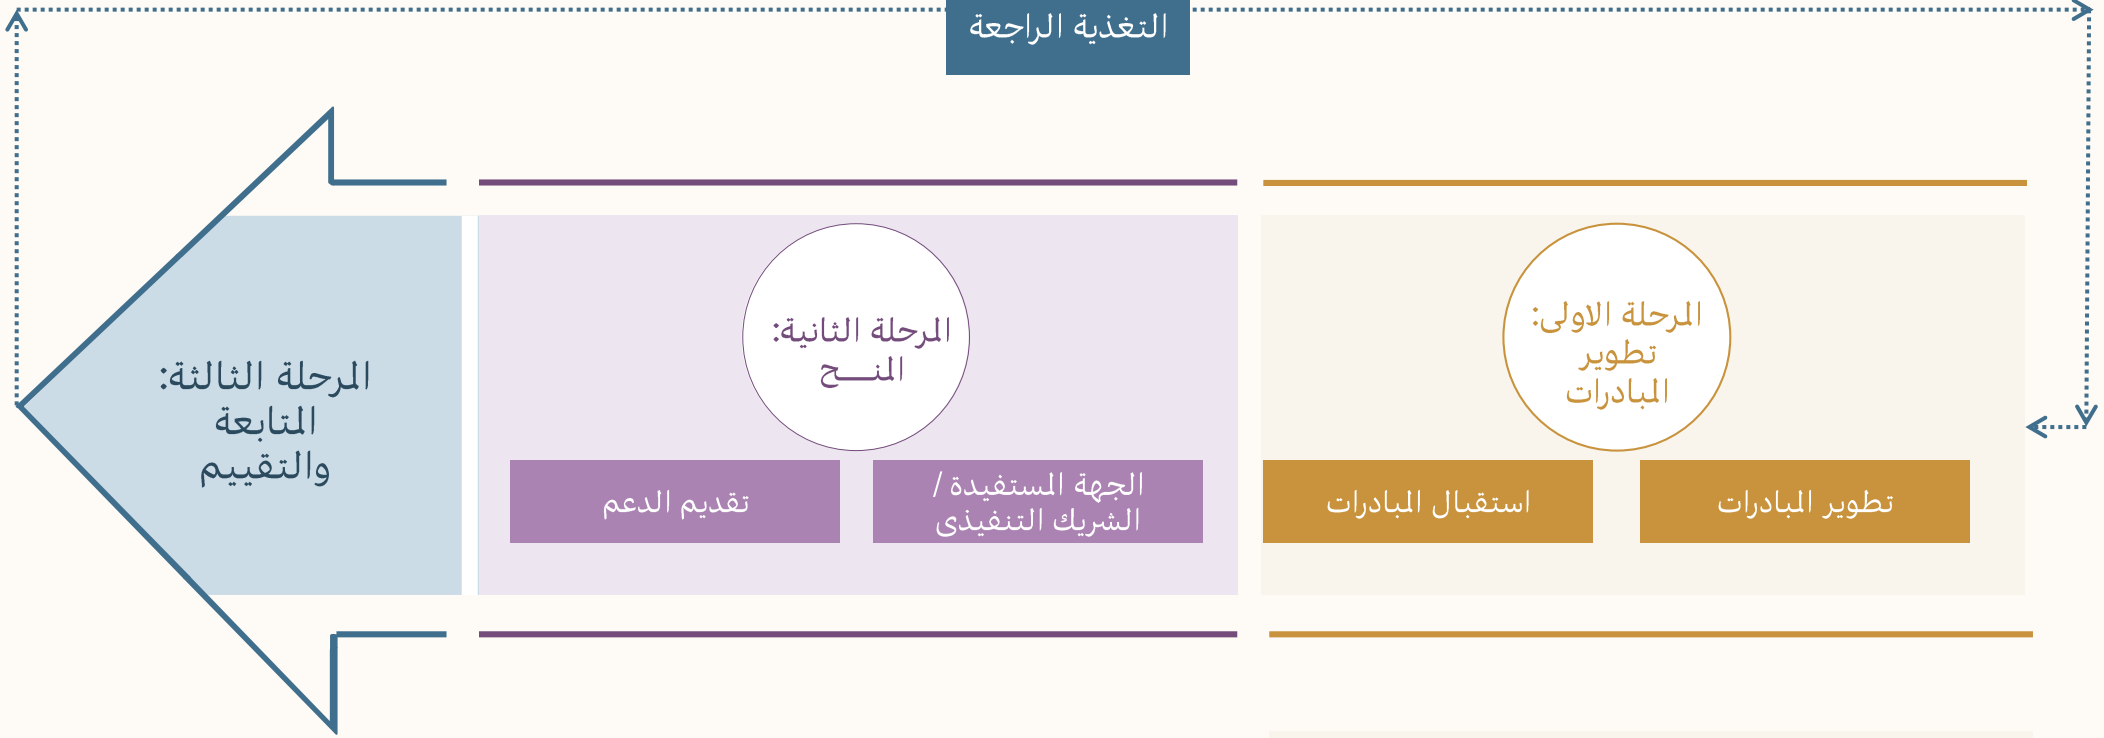 التغذية الراجعة
المرحلة الاولى:
تطوير
المبادرات
تطوير المبادرات
استقبال المبادرات
المرحلة الثانية:
المنـــح
الجهة المستفيدة /
الشريك التنفيذى
تقديم الدعم
المرحلة الثالثة:
المتابعة
والتقييم